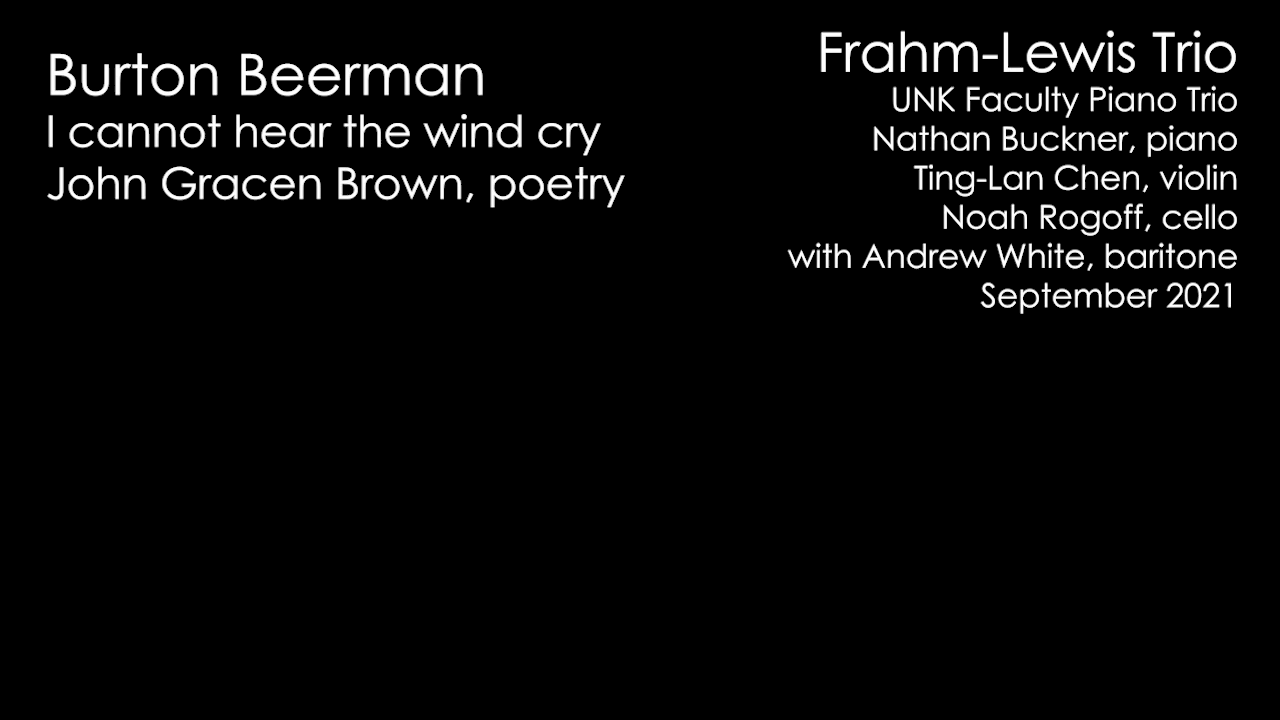 Burton Beerman
I cannot hear the wind cry
John Gracen Brown, poetry
Frahm-Lewis Trio
UNK Faculty Piano Trio
Nathan Buckner, piano
Ting-Lan Chen, violin
Noah Rogoff, cello
with Andrew White, baritone
September 2021